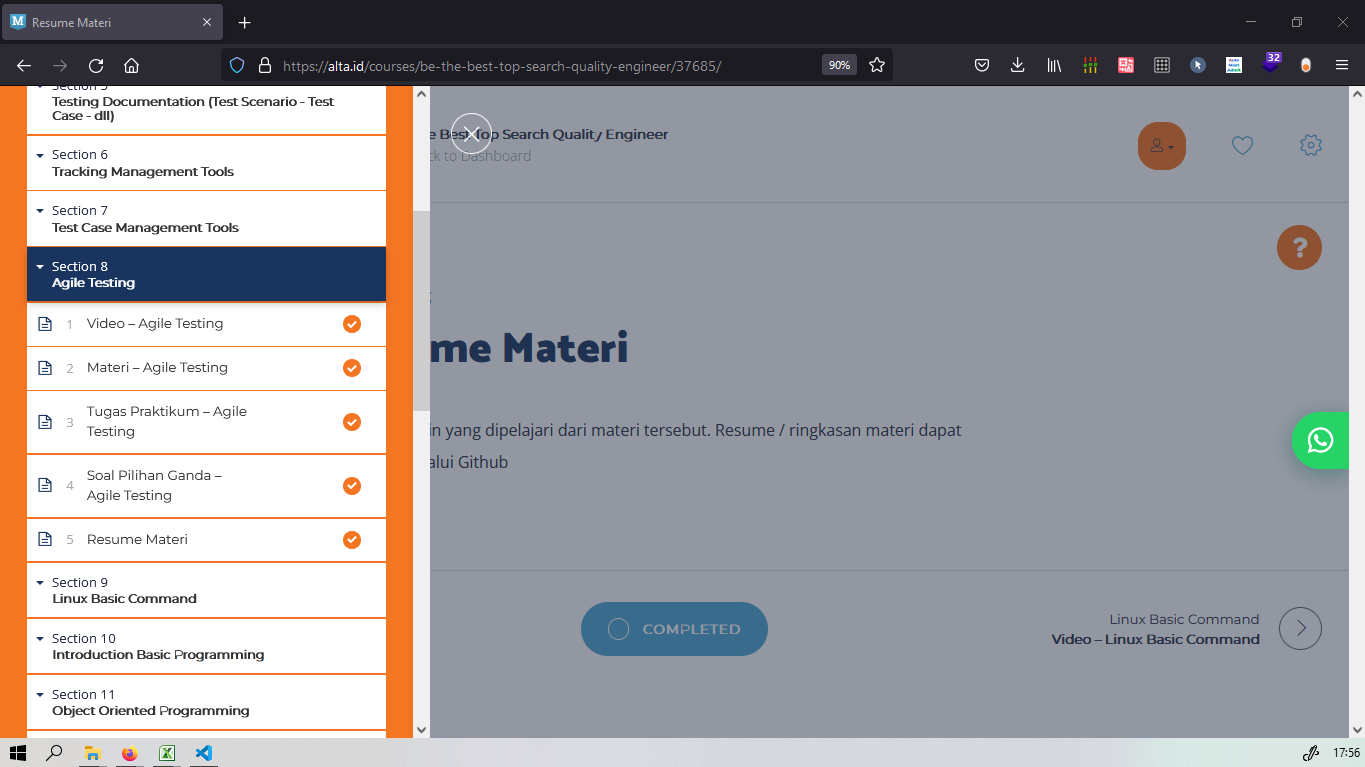 Resume Materi
https://alta.id/courses/be-the-best-top-search-quality-engineer/37685/
90%
32
Section 5
Testing Documentation (Test Scenario - Test
Case - dll)
Section 6
Tracking Management Tools
Section 7
Test Case Management Tools
Section 8
Agile Testing
1 Video – Agile Testing
2 Materi – Agile Testing
3 Tugas Praktikum – Agile
Testing
4 Soal Pilihan Ganda –
Agile Testing
5 Resume Materi
Section 9
Linux Basic Command
Section 10
Introduction Basic Programming
Section 11
Object Oriented Programming
e Best Top Search Quality Engineer
ck to Dashboard
?
me Materi
in yang dipelajari dari materi tersebut. Resume / ringkasan materi dapat
alui Github
COMPLETED
Linux Basic Command
Video – Linux Basic Command
17:56